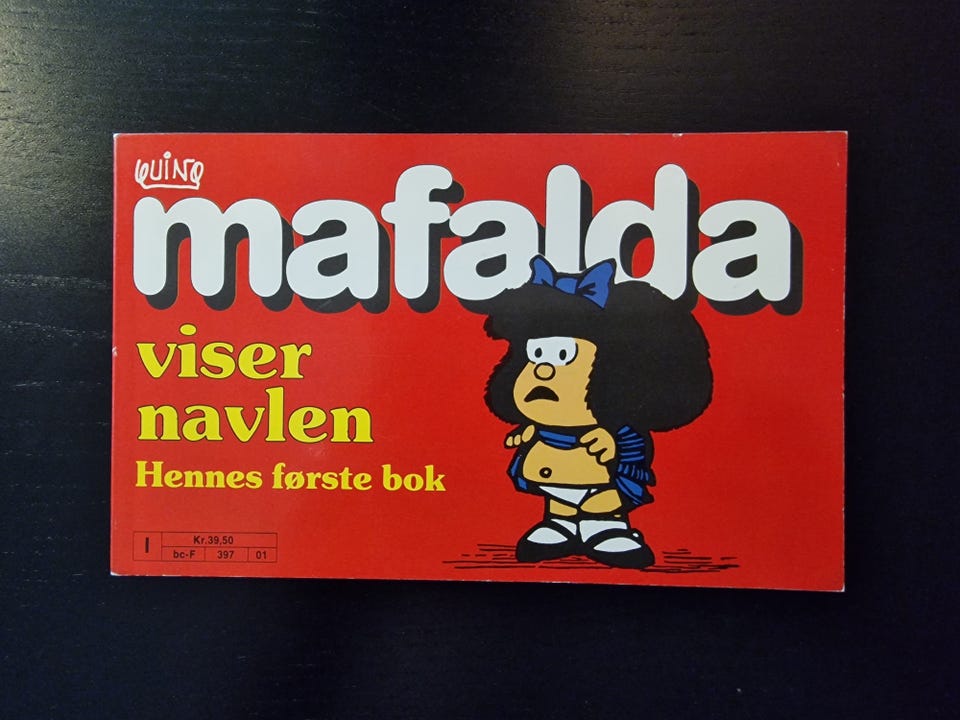 QUINO
mafalda
viser
navlen
Hennes første bok
I
Kr.39,50
bc-F 397 01